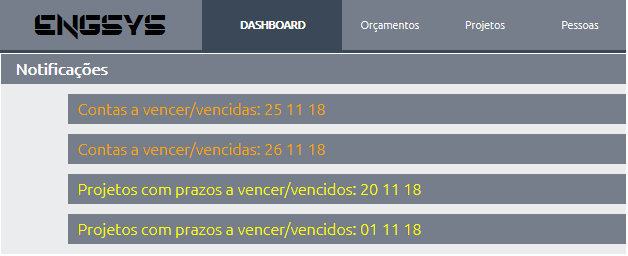 ENGSYS
DASHBOARD Orçamentos Projetos Pessoas
Notificações
Contas a vencer/vencidas: 25 11 18
Contas a vencer/vencidas: 26 11 18
Projetos com prazos a vencer/vencidos: 20 11 18
Projetos com prazos a vencer/vencidos: 01 11 18